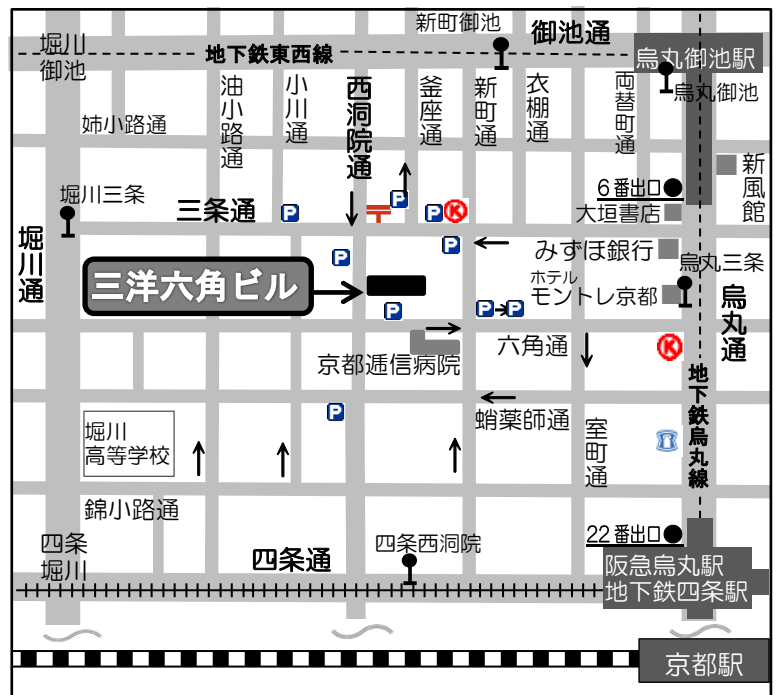 新町御池
御池通
堀川
御池
地下鉄東西線
烏丸御池駅
烏丸御池
油小路通
小川通
西洞院通
釜座通
新町通
衣棚通
両替町通
姉小路通
新風館
6番出口
堀川三条
三条通
P
P
P
K
大垣書店
堀川通
P
P
みずほ銀行
烏丸三条
三洋六角ビル
ホテル
モントレ京都
烏丸通
P
P
P
六角通
K
京都逓信病院
地下鉄烏丸線
P
蛸薬師通
堀川
高等学校
室町通
錦小路通
22番出口
四条
堀川
四条通
四条西洞院
阪急烏丸駅
地下鉄四条駅
京都駅